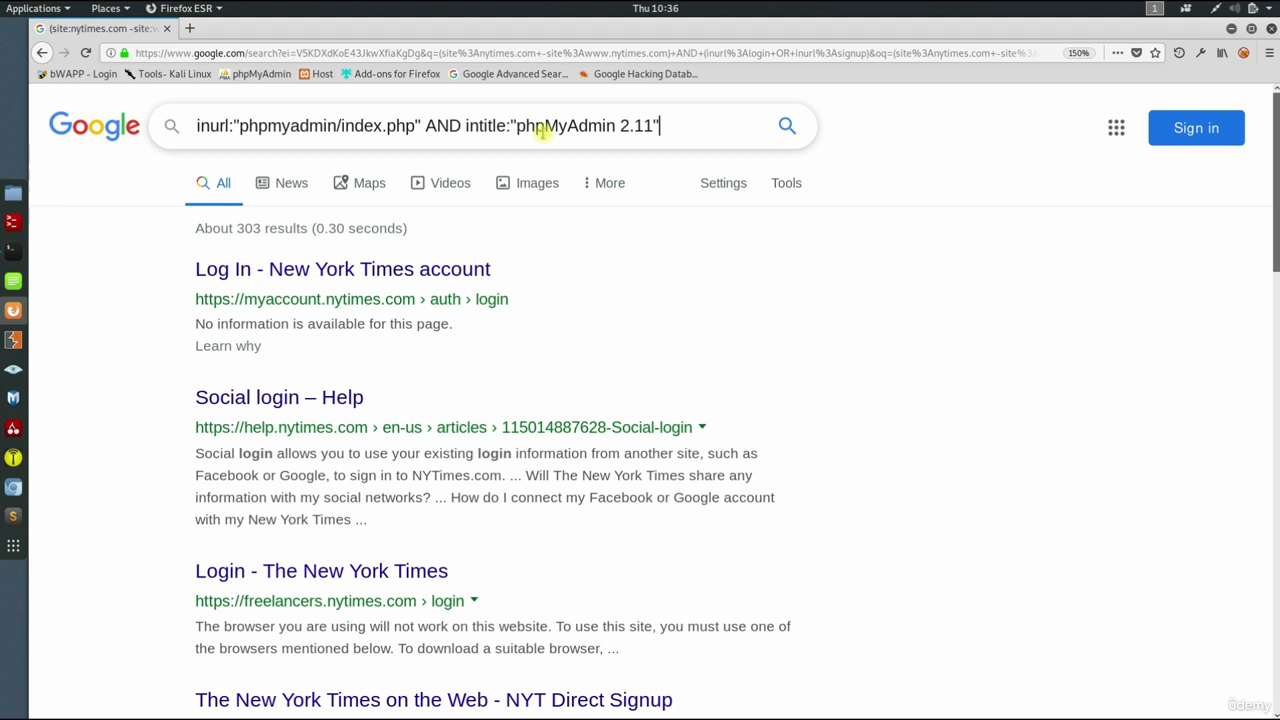 Applications Places Firefox ESR Thu 10:36 1
(site:nytimes.com -site:w
https://www.google.com/search?ei=V5KDXdKoE43JkwXfiaKgDg&q=(site%3Anytimes.com+-site%3Awww.nytimes.com)+AND+(inurl%3Alogin+OR+inurl%3Asignup)&oq=(site%3Anytimes.com+-site% 150%
bWAPP - Login Tools- Kali Linux phpMyAdmin Host Add-ons for Firefox Google Advanced Sear... Google Hacking Datab...
Google inurl:"phpmyadmin/index.php" AND intitle:"phpMyAdmin 2.11" Sign in
All News Maps Videos Images More Settings Tools
About 303 results (0.30 seconds)
Log In - New York Times account
https://myaccount.nytimes.com › auth › login
No information is available for this page.
Learn why
Social login – Help
https://help.nytimes.com › en-us › articles › 115014887628-Social-login
Social login allows you to use your existing login information from another site, such as
Facebook or Google, to sign in to NYTimes.com. ... Will The New York Times share any
information with my social networks? ... How do I connect my Facebook or Google account
with my New York Times ...
Login - The New York Times
https://freelancers.nytimes.com › login
The browser you are using will not work on this website. To use this site, you must use one of
the browsers mentioned below. To download a suitable browser, ...
The New York Times on the Web - NYT Direct Signup
ûdemy